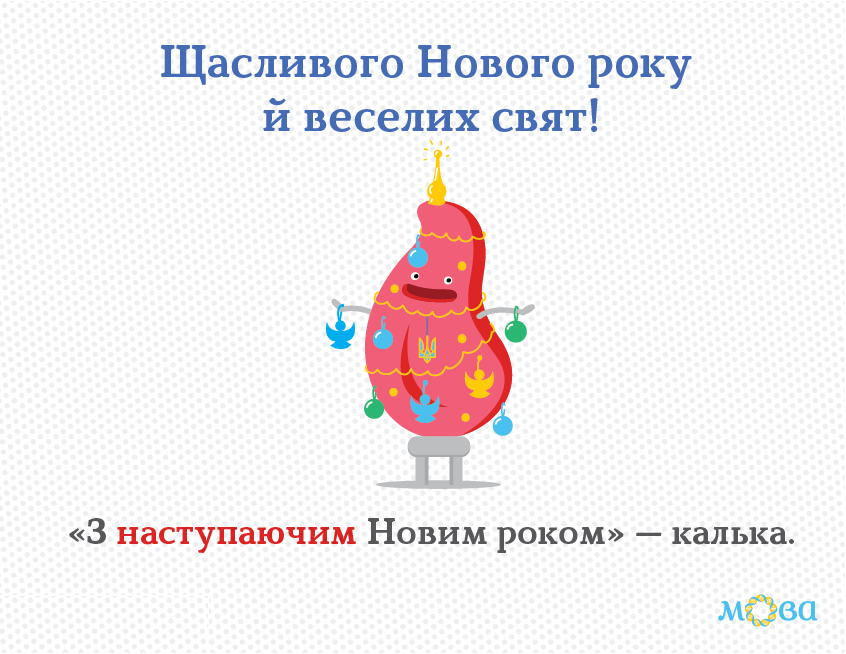 Щасливого Нового року
й веселих свят!
«З наступаючим Новим роком» — калька.
мова